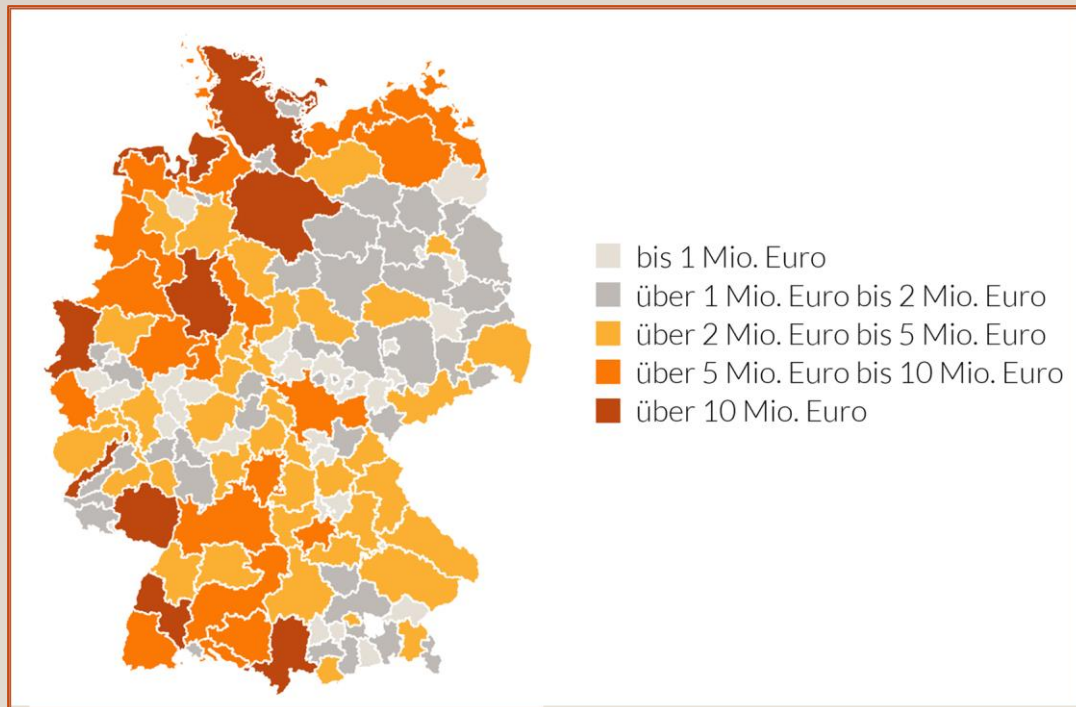 bis 1 Mio. Euro
über 1 Mio. Euro bis 2 Mio. Euro
über 2 Mio. Euro bis 5 Mio. Euro
über 5 Mio. Euro bis 10 Mio. Euro
über 10 Mio. Euro